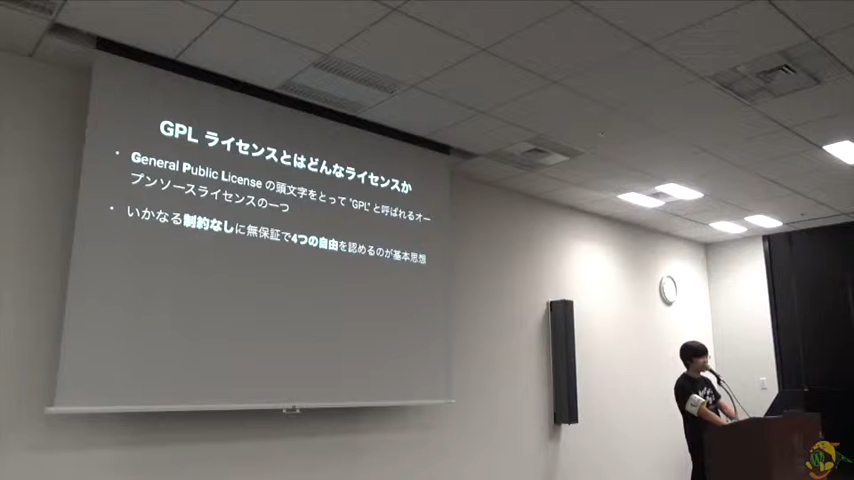 GPL ライセンスとはどんなライセンスか
• General Public License の頭文字をとって "GPL" と呼ばれるオー
プンソースライセンスの一つ
• いかなる制約なしに無保証で4つの自由を認めるのが基本思想